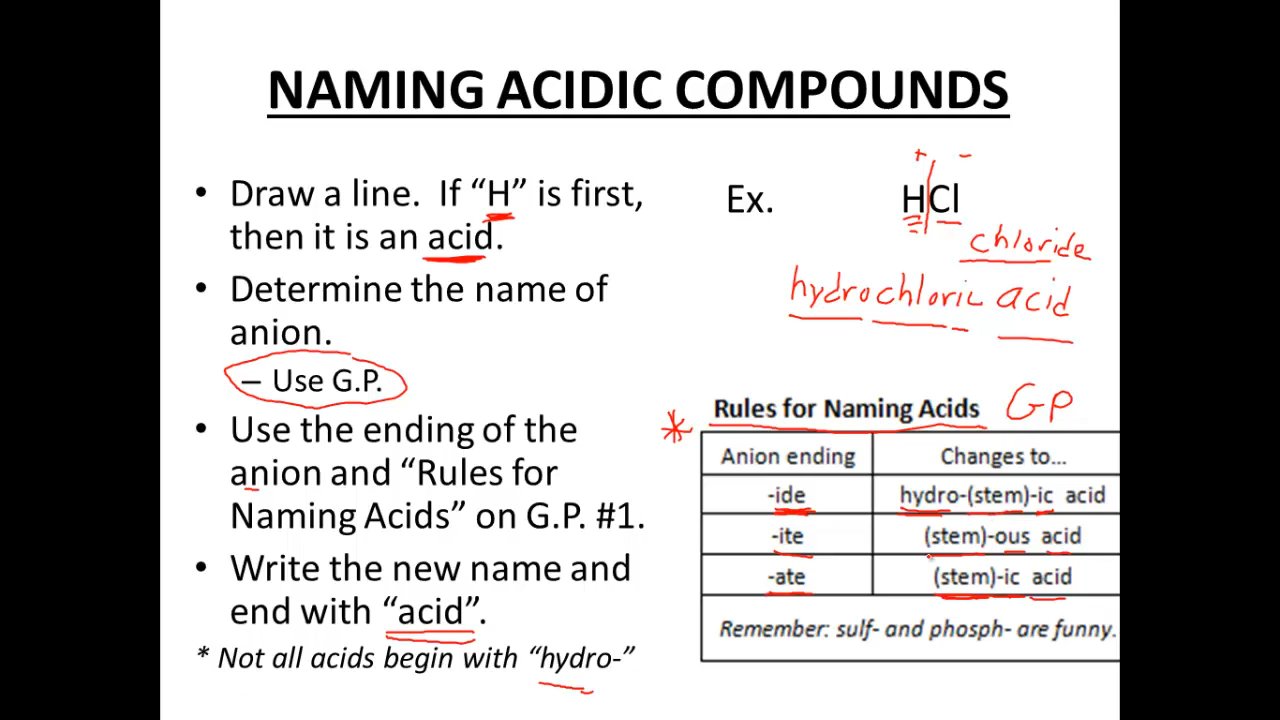 NAMING ACIDIC COMPOUNDS
• Draw a line. If “H” is first,
then it is an acid.
• Determine the name of
anion.
– Use G.P.
• Use the ending of the
anion and “Rules for
Naming Acids” on G.P. #1.
• Write the new name and
end with “acid”.
* Not all acids begin with “hydro-”
+ -
Ex. H|Cl
chloride
hydrochloric acid
* Rules for Naming Acids GP
Anion ending Changes to...
-ide hydro-(stem)-ic acid
-ite (stem)-ous acid
-ate (stem)-ic acid
Remember: sulf- and phosph- are funny.